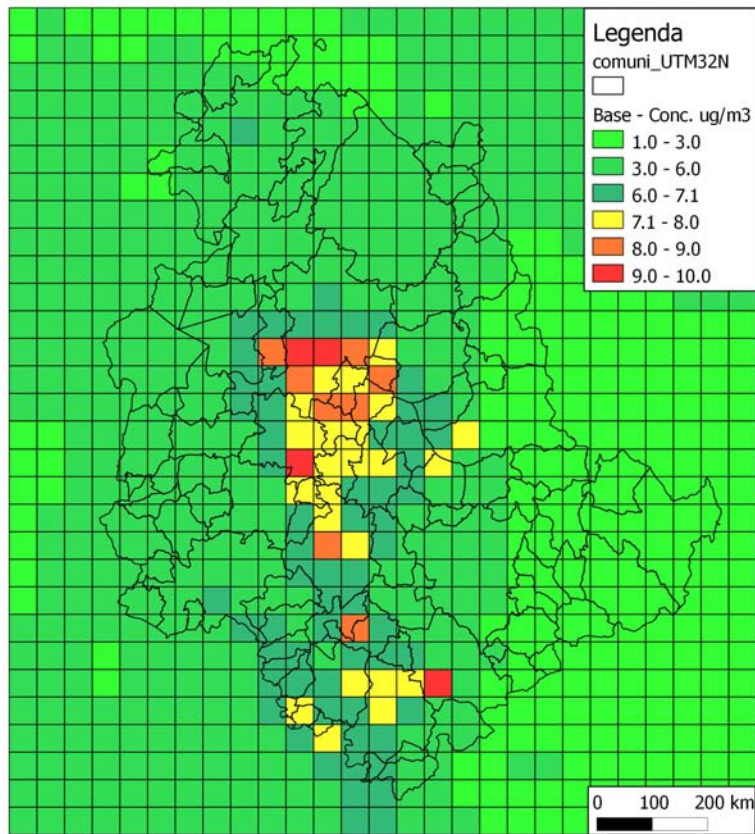 Legenda
comuni_UTM32N
Base - Conc. ug/m3
1.0 - 3.0
3.0 - 6.0
6.0 - 7.1
7.1 - 8.0
8.0 - 9.0
9.0 - 10.0
0 100 200 km